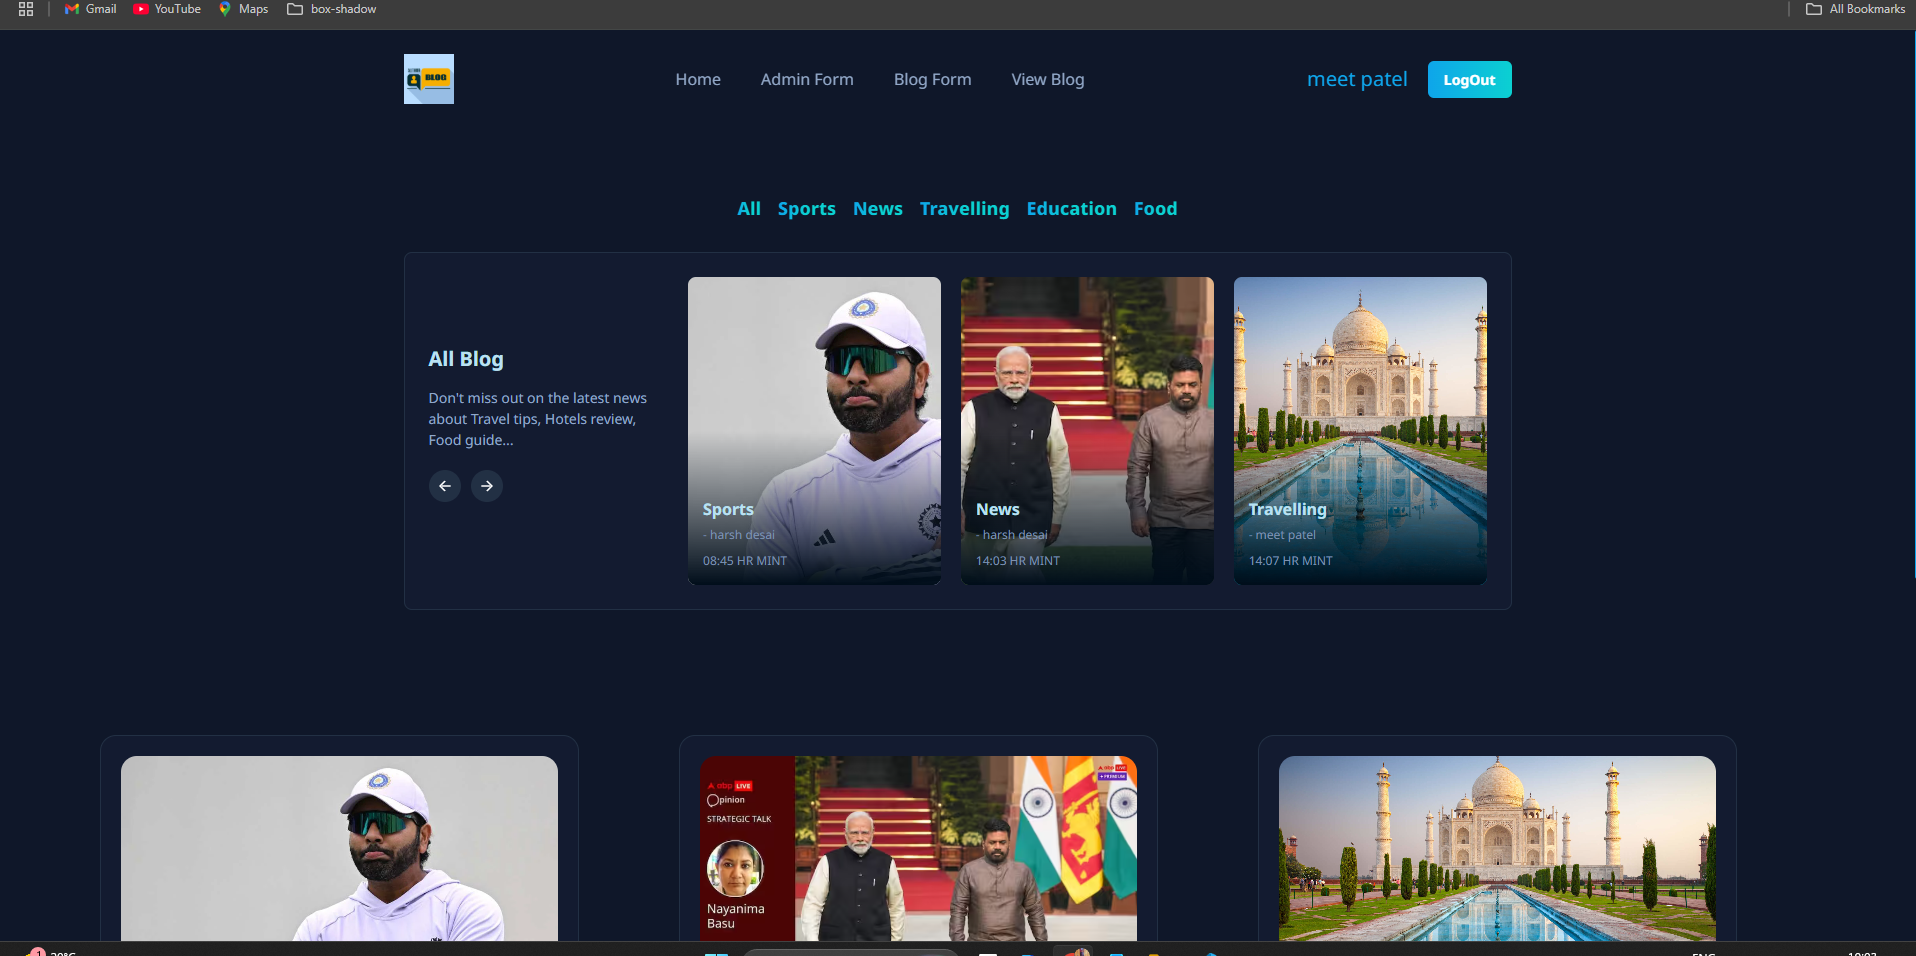 Gmail
YouTube
Maps
box-shadow
All Bookmarks
BLOG
Home
Admin Form
Blog Form
View Blog
meet patel
LogOut
All
Sports
News
Travelling
Education
Food
All Blog
Don't miss out on the latest news
about Travel tips, Hotels review,
Food guide...
Sports
- harsh desai
08:45 HR MINT
News
- harsh desai
14:03 HR MINT
Travelling
- meet patel
14:07 HR MINT
abp LIVE
Opinion
STRATEGIC TALK
Nayanima
Basu
abp LIVE
+ PREMIUM